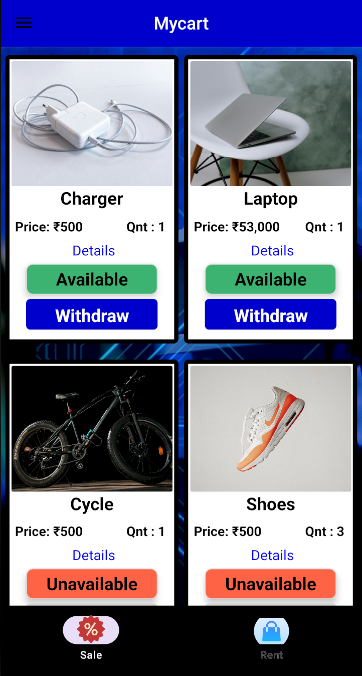 Mycart
Charger
Price: ₹500 Qnt : 1
Details
Available
Withdraw
Laptop
Price: ₹53,000 Qnt : 1
Details
Available
Withdraw
Cycle
Price: ₹500 Qnt : 1
Details
Unavailable
Shoes
Price: ₹500 Qnt : 3
Details
Unavailable
%
Sale
Rent